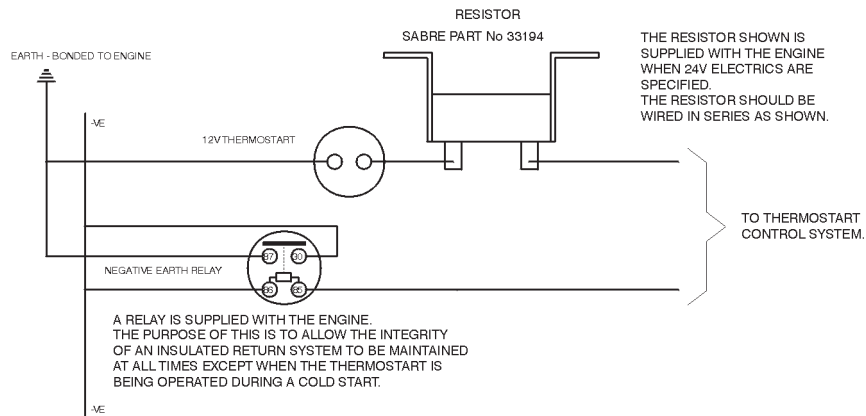 RESISTOR
SABRE PART No 33194
THE RESISTOR SHOWN IS
SUPPLIED WITH THE ENGINE
WHEN 24V ELECTRICS ARE
SPECIFIED.
THE RESISTOR SHOULD BE
WIRED IN SERIES AS SHOWN.
EARTH - BONDED TO ENGINE
-VE
12V THERMOSTART
TO THERMOSTART
CONTROL SYSTEM.
87
30
NEGATIVE EARTH RELAY
86
85
A RELAY IS SUPPLIED WITH THE ENGINE.
THE PURPOSE OF THIS IS TO ALLOW THE INTEGRITY
OF AN INSULATED RETURN SYSTEM TO BE MAINTAINED
AT ALL TIMES EXCEPT WHEN THE THERMOSTART IS
BEING OPERATED DURING A COLD START.
-VE